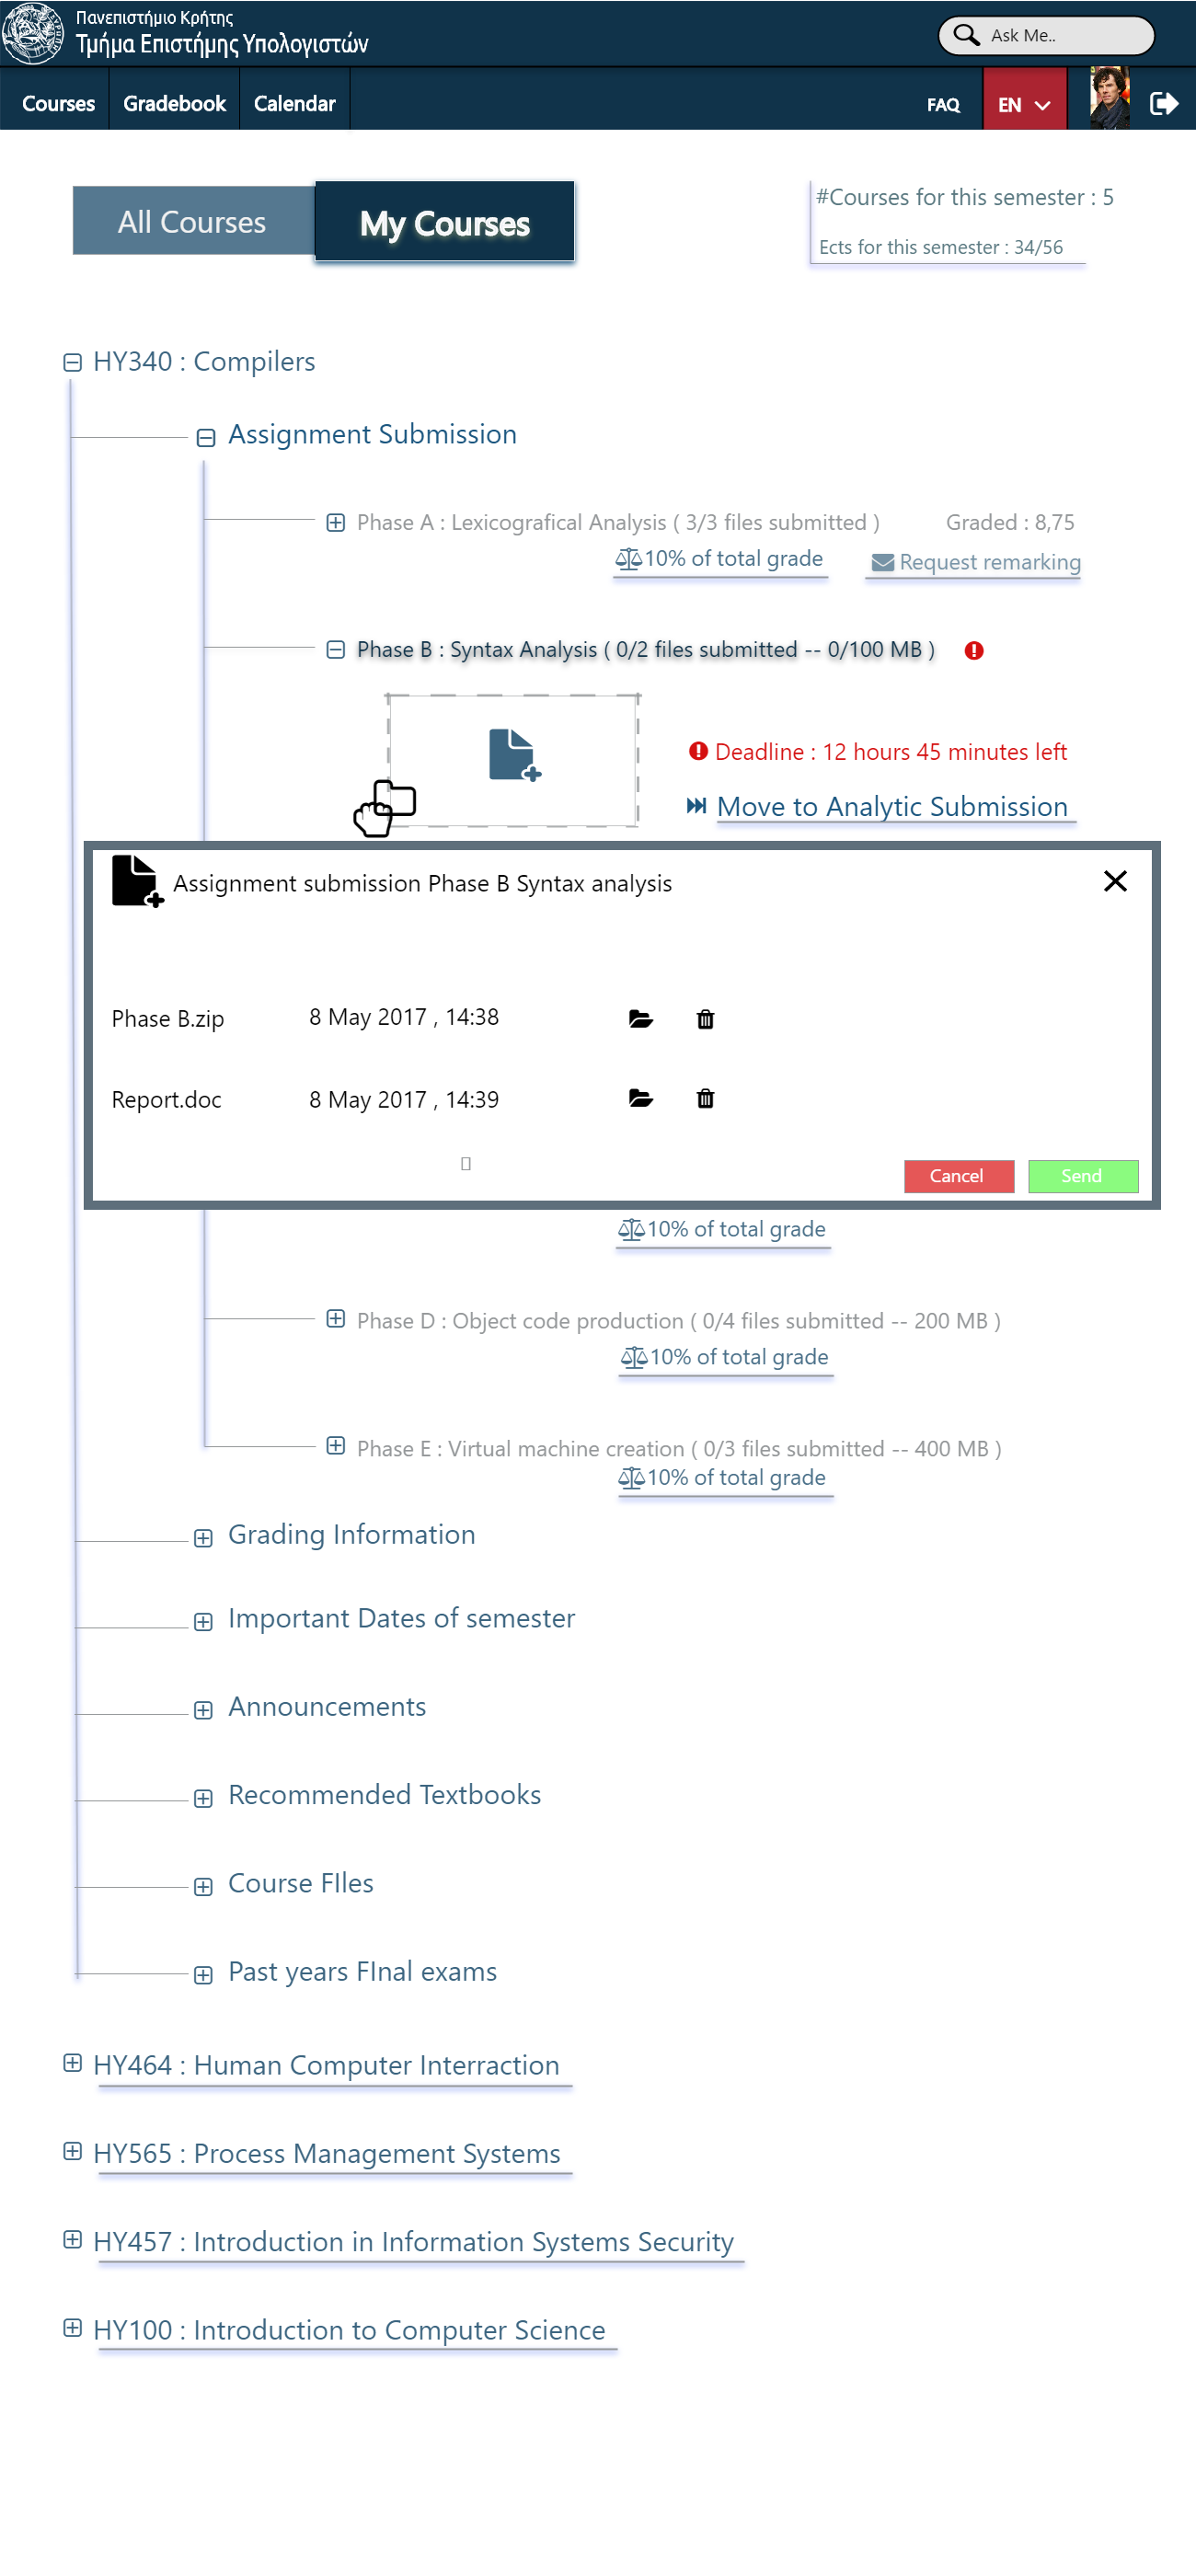 Πανεπιστήμιο Κρήτης
Τμήμα Επιστήμης Υπολογιστών
Ask Me..
Courses Gradebook Calendar FAQ EN
All Courses My Courses
#Courses for this semester : 5
Ects for this semester : 34/56
HY340 : Compilers
Assignment Submission
Phase A : Lexicografical Analysis ( 3/3 files submitted ) Graded : 8,75
10% of total grade Request remarking
Phase B : Syntax Analysis ( 0/2 files submitted -- 0/100 MB )
Deadline : 12 hours 45 minutes left
Move to Analytic Submission
Assignment submission Phase B Syntax analysis
Phase B.zip 8 May 2017 , 14:38
Report.doc 8 May 2017 , 14:39
Cancel Send
10% of total grade
Phase D : Object code production ( 0/4 files submitted -- 200 MB )
10% of total grade
Phase E : Virtual machine creation ( 0/3 files submitted -- 400 MB )
10% of total grade
Grading Information
Important Dates of semester
Announcements
Recommended Textbooks
Course FIles
Past years FInal exams
HY464 : Human Computer Interraction
HY565 : Process Management Systems
HY457 : Introduction in Information Systems Security
HY100 : Introduction to Computer Science